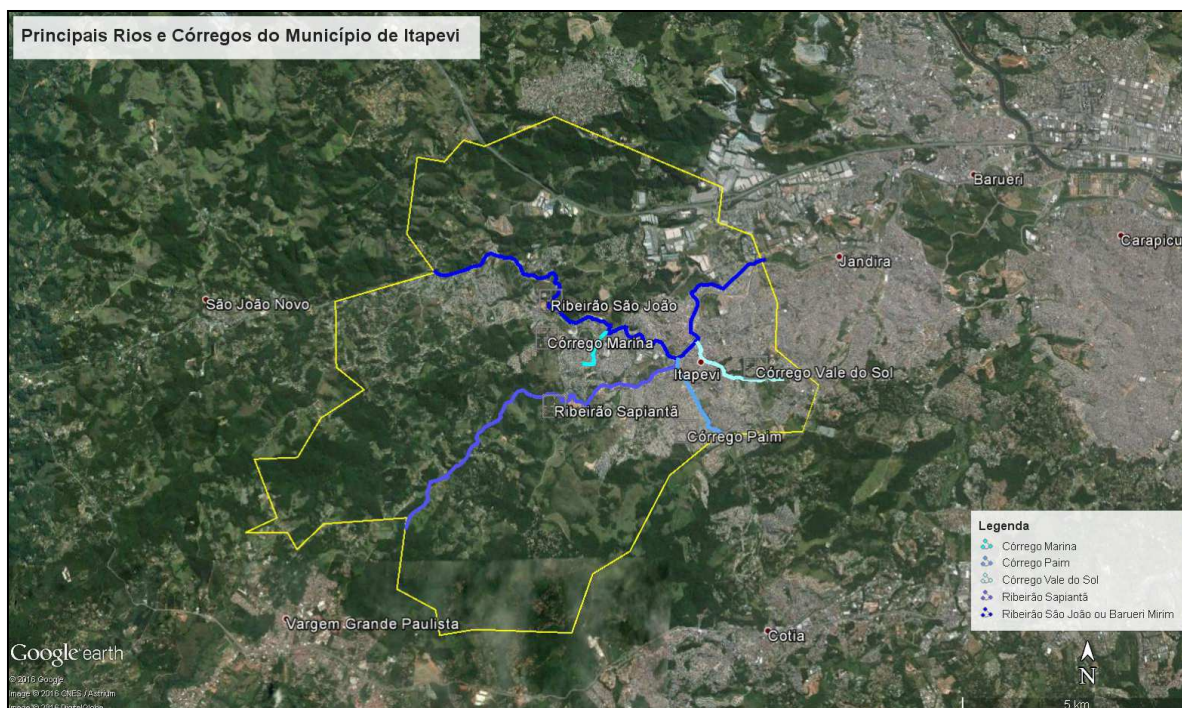 Principais Rios e Córregos do Município de Itapevi
Barueri
Carapicu
Jandira
São João Novo
Ribeirão São João
Córrego Marina
Itapevi
Córrego Vale do Sol
Ribeirão Sapiantã
Córrego Paim
Legenda
Córrego Marina
Córrego Paim
Córrego Vale do Sol
Ribeirão Sapiantã
Ribeirão São João ou Barueri Mirim
Vargem Grande Paulista
Cotia
Google earth
© 2016 Google
Image © 2016 CNES / Astrium
Image © 2016 DigitalGlobe
N
5 km